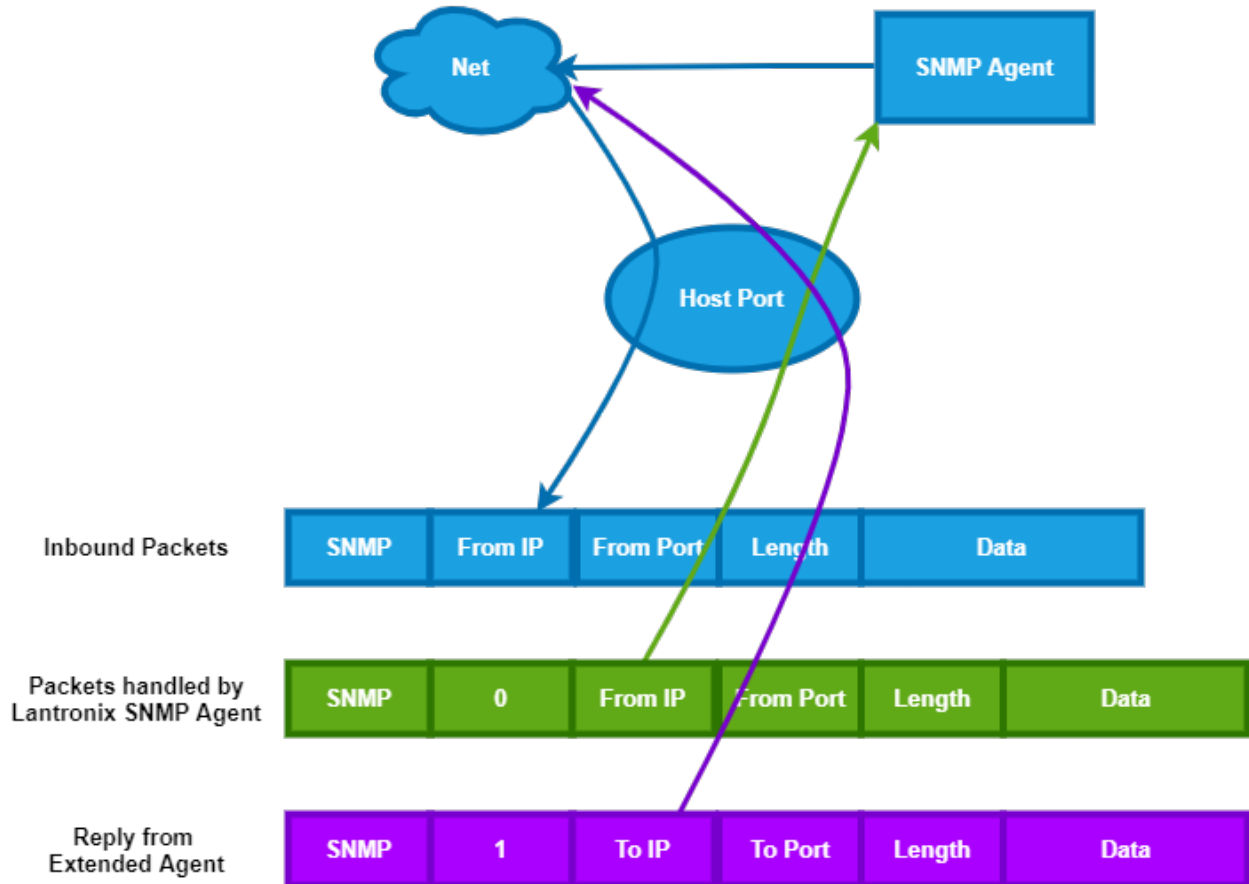 Net
SNMP Agent
Host Port
Inbound Packets
SNMP From IP From Port Length Data
Packets handled by
Lantronix SNMP Agent
SNMP 0 From IP From Port Length Data
Reply from
Extended Agent
SNMP 1 To IP To Port Length Data